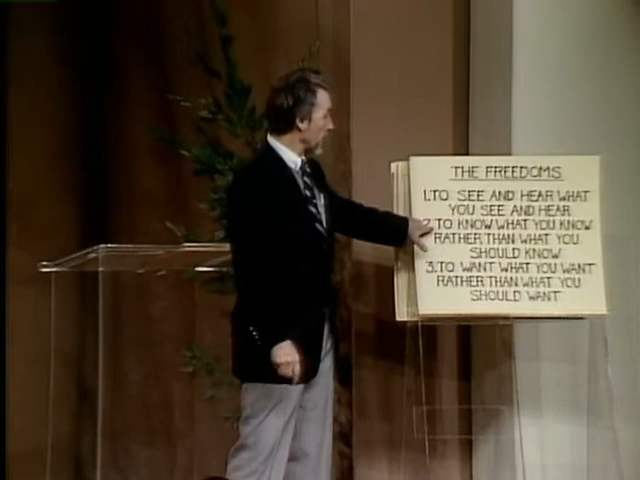 THE FREEDOMS
1. TO SEE AND HEAR WHAT
YOU SEE AND HEAR
2. TO KNOW WHAT YOU KNOW
RATHER THAN WHAT YOU
SHOULD KNOW
3. TO WANT WHAT YOU WANT
RATHER THAN WHAT YOU
SHOULD WANT